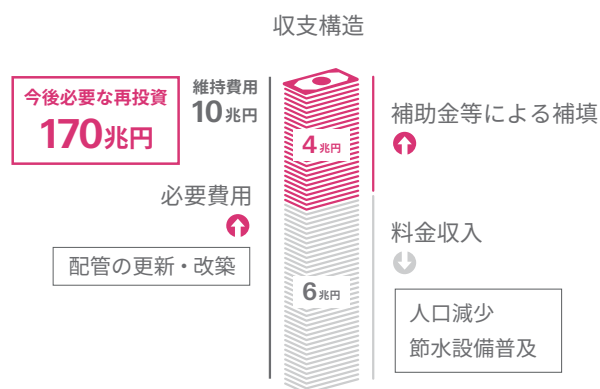 収支構造
今後必要な再投資
170兆円
維持費用
10兆円
4兆円
補助金等による補填
必要費用
配管の更新・改築
料金収入
6兆円
人口減少
節水設備普及